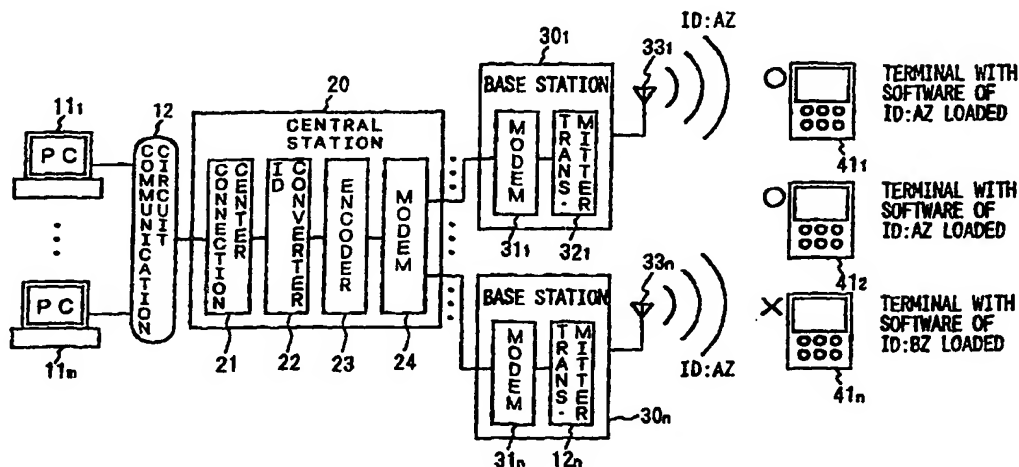 ID:AZ
30₁
BASE STATION
MODEM
TRANS-
MITTER
31₁
32₁
33₁
11₁
PC
12
COMMUNICATION
CIRCUIT
20
CENTRAL
STATION
CONNECTION
CENTER
ID
CONVERTER
ENCODER
MODEM
21
22
23
24
PC
11m
33n
BASE STATION
MODEM
TRANS-
MITTER
31n
12n
30n
ID:AZ
TERMINAL WITH
SOFTWARE OF
ID:AZ LOADED
41₁
TERMINAL WITH
SOFTWARE OF
ID:AZ LOADED
41₂
X
TERMINAL WITH
SOFTWARE OF
ID:BZ LOADED
41n